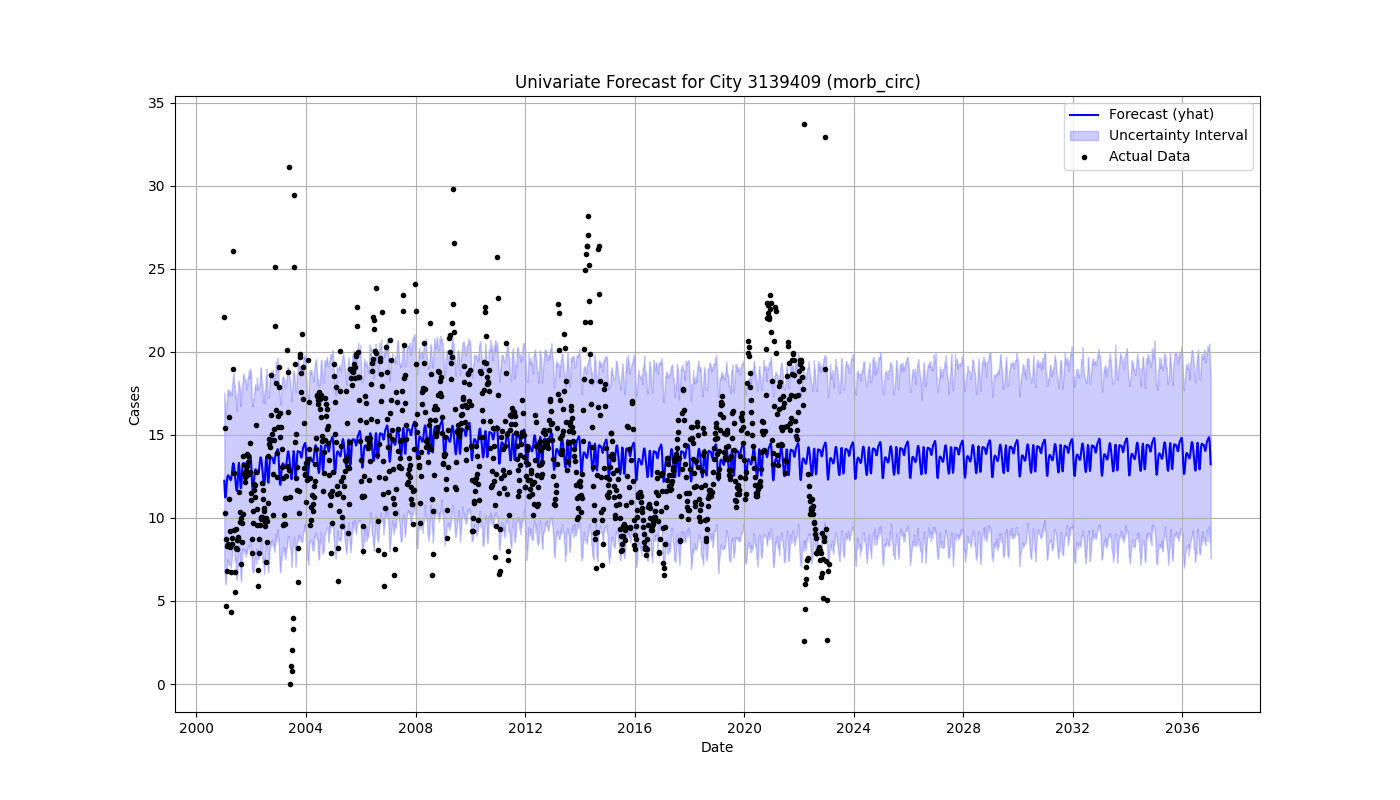 Univariate Forecast for City 3139409 (morb_circ)
Forecast (yhat)
Uncertainty Interval
Actual Data
Cases
35
30
25
20
15
10
5
0
2000 2004 2008 2012 2016 2020 2024 2028 2032 2036
Date